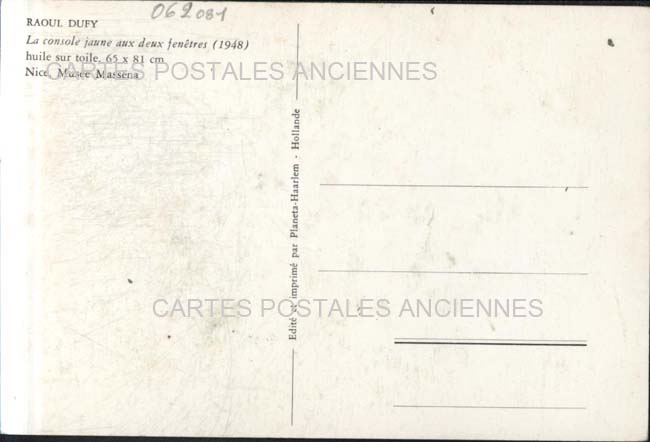 062081
RAOUL DUFY
La console jaune aux deux fenêtres (1948)
huile sur toile, 65 x 81 cm
Nice, Musée Masséna
CARTES POSTALES ANCIENNES
Edité et imprimé par Planeta-Haarlem - Hollande
CARTES POSTALES ANCIENNES